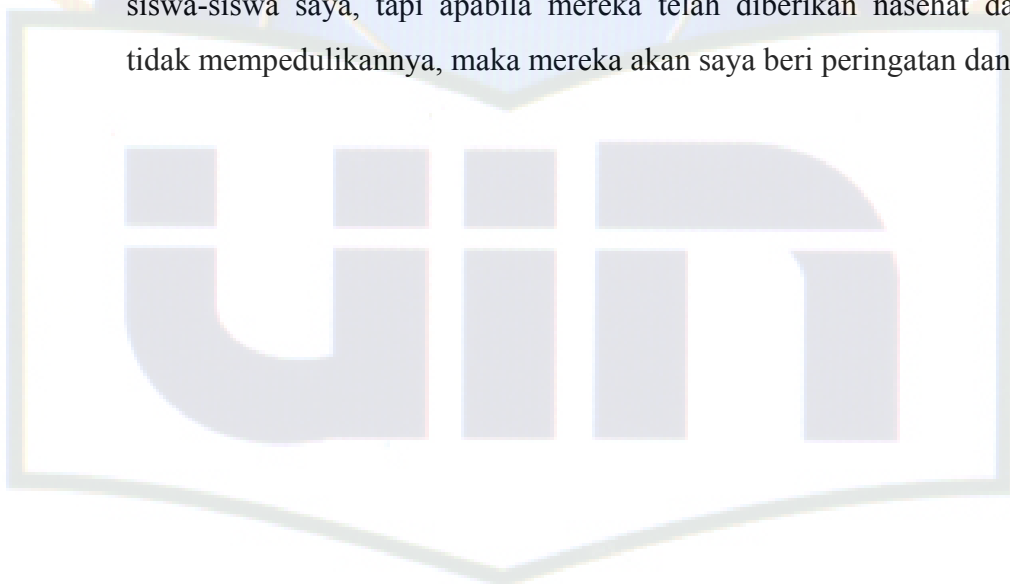 siswa-siswa saya, tapi apabila mereka telah diberikan nasehat da
tidak mempedulikannya, maka mereka akan saya beri peringatan dan
uin